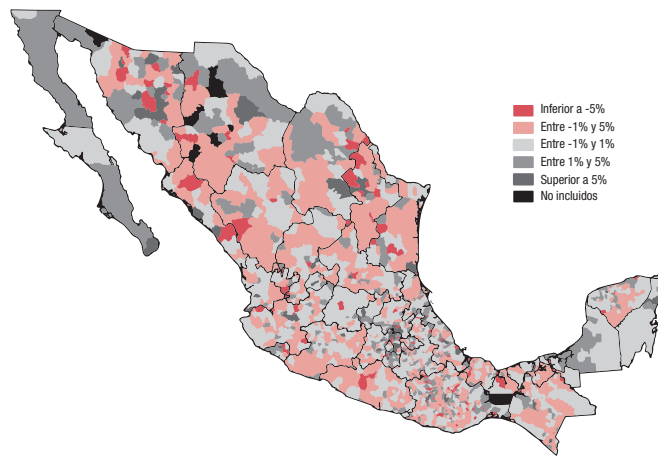 Inferior a -5%
Entre -1% y 5%
Entre -1% y 1%
Entre 1% y 5%
Superior a 5%
No incluidos